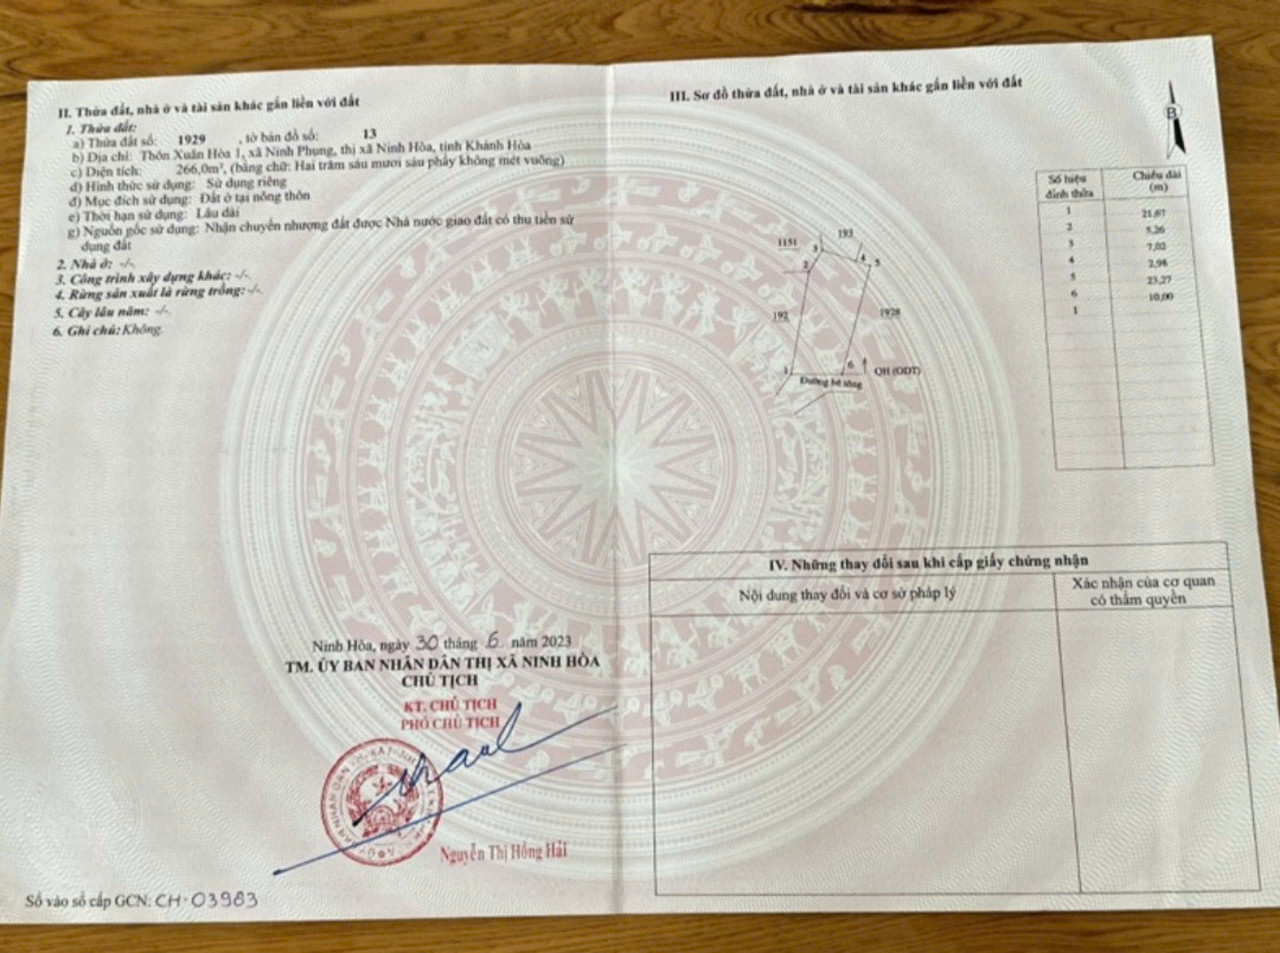 II. Thửa đất, nhà ở và tài sản khác gắn liền với đất
1. Thửa đất:
a) Thửa đất số: 1929 , tờ bản đồ số: 13
b) Địa chỉ: Thôn Xuân Hòa 1, xã Ninh Phụng, thị xã Ninh Hòa, tỉnh Khánh Hòa
c) Diện tích: 266,0m², (bằng chữ: Hai trăm sáu mươi sáu phẩy không mét vuông)
d) Hình thức sử dụng: Sử dụng riêng
đ) Mục đích sử dụng: Đất ở tại nông thôn
e) Thời hạn sử dụng: Lâu dài
g) Nguồn gốc sử dụng: Nhận chuyển nhượng đất được Nhà nước giao đất có thu tiền sử
dụng đất
2. Nhà ở: -/-.
3. Công trình xây dựng khác: -/-.
4. Rừng sản xuất là rừng trồng: -/-.
5. Cây lâu năm: -/-.
6. Ghi chú: Không.
Ninh Hòa, ngày 30 tháng 6 năm 2023
TM. ỦY BAN NHÂN DÂN THỊ XÃ NINH HÒA
CHỦ TỊCH
KT. CHỦ TỊCH
PHÓ CHỦ TỊCH
Nguyễn Thị Hồng Hải
Số vào sổ cấp GCN: CH-03983
III. Sơ đồ thửa đất, nhà ở và tài sản khác gắn liền với đất
B
Số hiệu đỉnh thửa Chiều dài (m)
1 21,67
2 5,26
3 7,02
4 2,98
5 23,27
6 10,00
1
193
1151
3
4 5
2
192 1928
1 6 QH (ODT)
Đường bê tông
IV. Những thay đổi sau khi cấp giấy chứng nhận
Nội dung thay đổi và cơ sở pháp lý
Xác nhận của cơ quan
có thẩm quyền